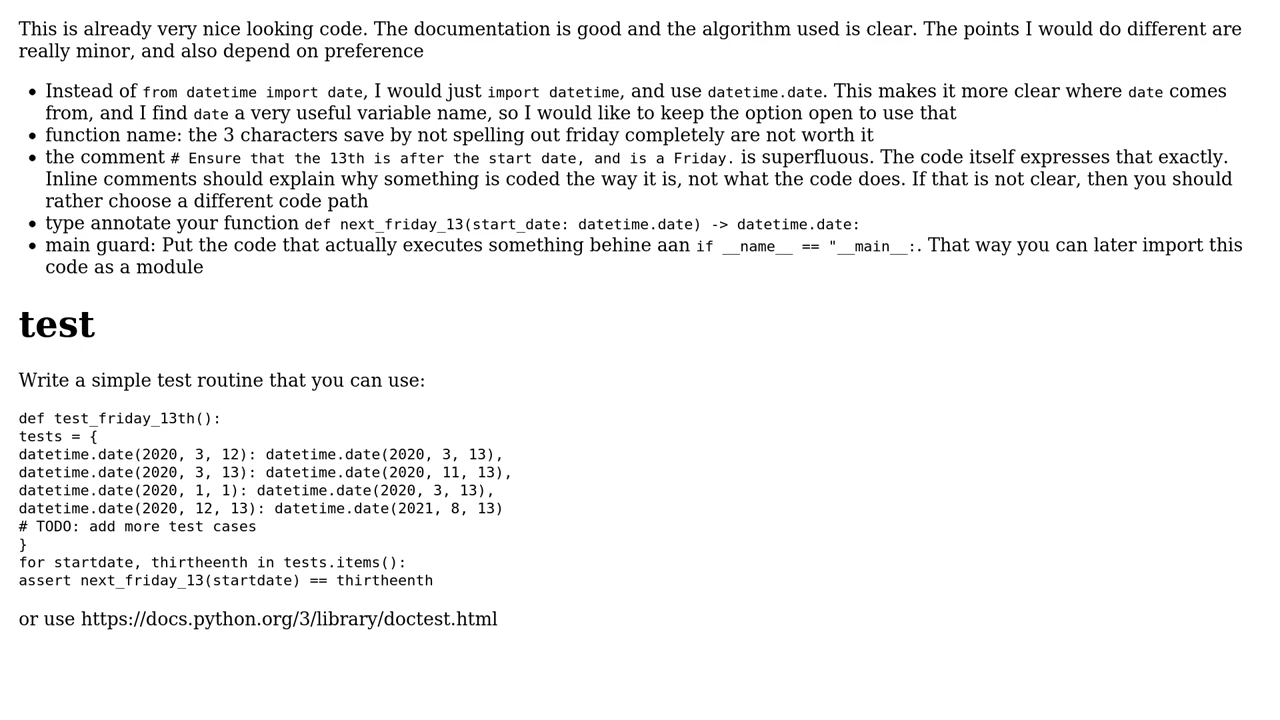 This is already very nice looking code. The documentation is good and the algorithm used is clear. The points I would do different are
really minor, and also depend on preference
• Instead of from datetime import date, I would just import datetime, and use datetime.date. This makes it more clear where date comes
from, and I find date a very useful variable name, so I would like to keep the option open to use that
• function name: the 3 characters save by not spelling out friday completely are not worth it
• the comment # Ensure that the 13th is after the start date, and is a Friday. is superfluous. The code itself expresses that exactly.
Inline comments should explain why something is coded the way it is, not what the code does. If that is not clear, then you should
rather choose a different code path
• type annotate your function def next_friday_13(start_date: datetime.date) -> datetime.date:
• main guard: Put the code that actually executes something behine aan if __name__ == "__main__:. That way you can later import this
code as a module
test
Write a simple test routine that you can use:
def test_friday_13th():
tests = {
datetime.date(2020, 3, 12): datetime.date(2020, 3, 13),
datetime.date(2020, 3, 13): datetime.date(2020, 11, 13),
datetime.date(2020, 1, 1): datetime.date(2020, 3, 13),
datetime.date(2020, 12, 13): datetime.date(2021, 8, 13)
# TODO: add more test cases
}
for startdate, thirtheenth in tests.items():
assert next_friday_13(startdate) == thirtheenth
or use https://docs.python.org/3/library/doctest.html